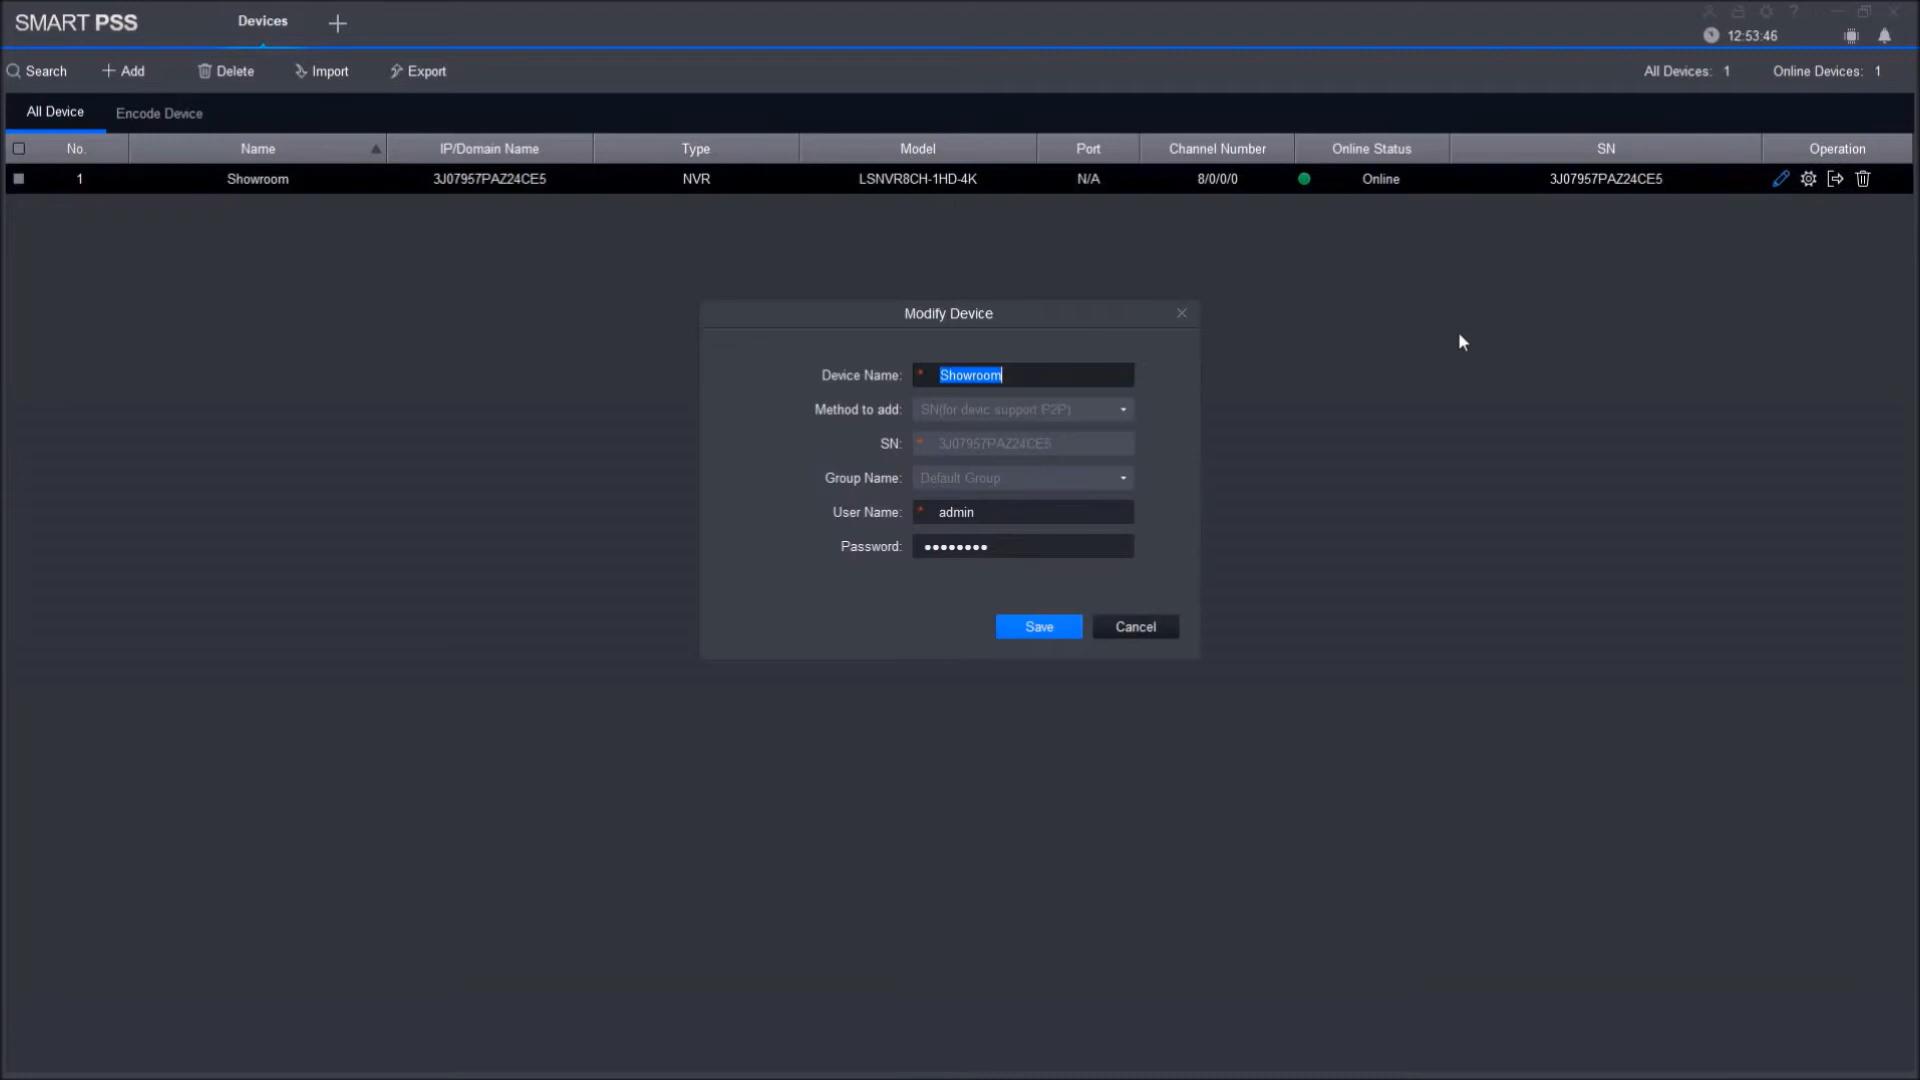 SMART PSS Devices
12:53:46
Search Add Delete Import Export All Devices: 1 Online Devices: 1
All Device Encode Device
No. Name IP/Domain Name Type Model Port Channel Number Online Status SN Operation
1 Showroom 3J07957PAZ24CE5 NVR LSNVR8CH-1HD-4K N/A 8/0/0/0 Online 3J07957PAZ24CE5
Modify Device
Device Name: * Showroom
Method to add: SN(for devic support P2P)
SN: * 3J07957PAZ24CE5
Group Name: Default Group
User Name: * admin
Password: ●●●●●●●●
Save Cancel